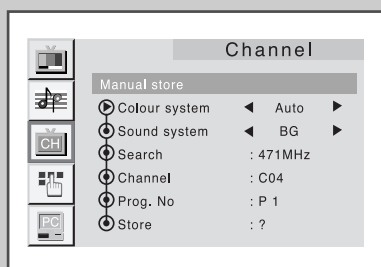 Channel
Manual store
Colour system ◀ Auto ▶
Sound system ◀ BG ▶
CH
Search : 471MHz
Channel : C04
Prog. No : P 1
PC
Store : ?